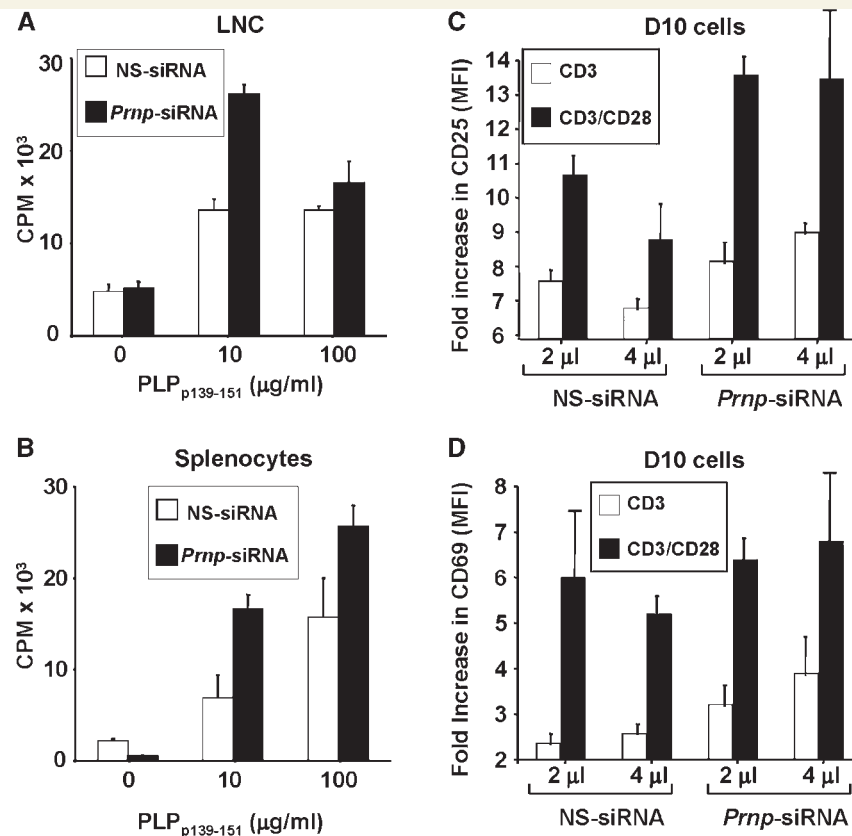 A
LNC
NS-siRNA
Prnp-siRNA
CPM x 10³
30
20
10
0
0 10 100
PLPp139-151 (µg/ml)
B
Splenocytes
NS-siRNA
Prnp-siRNA
CPM x 10³
30
20
10
0
0 10 100
PLPp139-151 (µg/ml)
C
D10 cells
CD3
CD3/CD28
Fold increase in CD25 (MFI)
14
13
12
11
10
9
8
7
6
2 µl 4 µl 2 µl 4 µl
NS-siRNA Prnp-siRNA
D
D10 cells
CD3
CD3/CD28
Fold Increase in CD69 (MFI)
8
7
6
5
4
3
2
2 µl 4 µl 2 µl 4 µl
NS-siRNA Prnp-siRNA